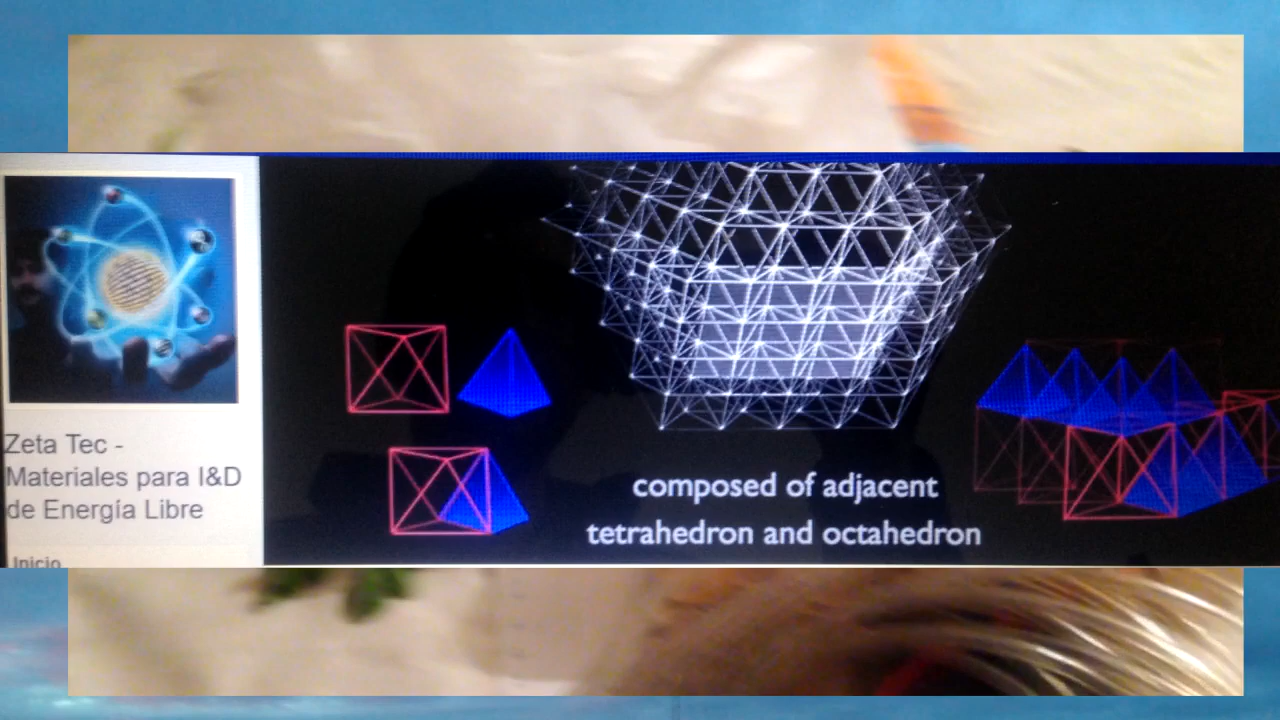 Zeta Tec -
Materiales para I&D
de Energía Libre
Inicio
composed of adjacent
tetrahedron and octahedron